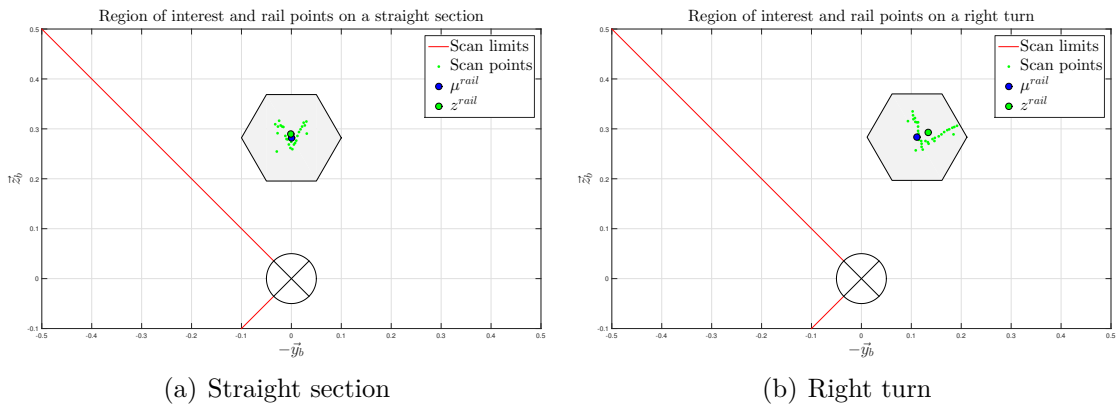 Region of interest and rail points on a straight section
Scan limits
Scan points
μ^{rail}
z^{rail}
0.5
0.4
0.3
0.2
0.1
0
-0.1
\vec{z}_b
-0.5 -0.4 -0.3 -0.2 -0.1 0 0.1 0.2 0.3 0.4 0.5
-\vec{y}_b
(a) Straight section
Region of interest and rail points on a right turn
Scan limits
Scan points
μ^{rail}
z^{rail}
0.5
0.4
0.3
0.2
0.1
0
-0.1
\vec{z}_b
-0.5 -0.4 -0.3 -0.2 -0.1 0 0.1 0.2 0.3 0.4 0.5
-\vec{y}_b
(b) Right turn